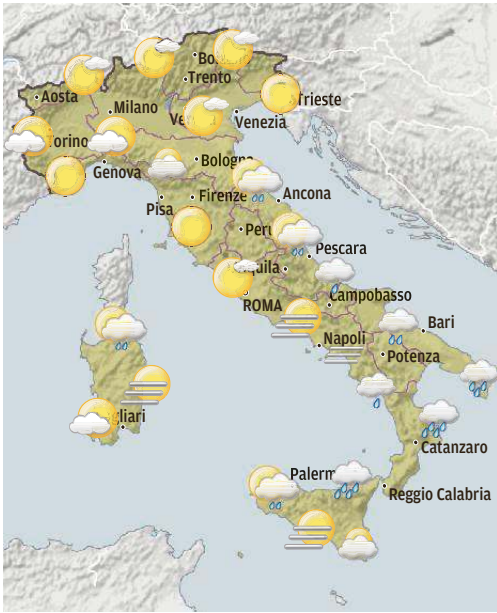 Trento
Aosta
Milano
Trieste
Venezia
Bologna
Genova
Firenze
Ancona
Pisa
Pescara
ROMA
Campobasso
Napoli
Bari
Potenza
Catanzaro
Reggio Calabria